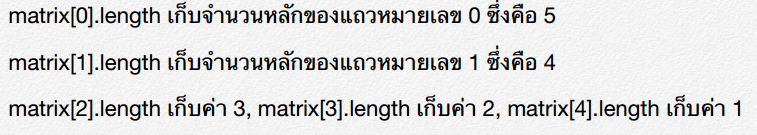 matrix[0].length เก็บจำนวนหลักของแถวหมายเลข 0 ซึ่งคือ 5
matrix[1].length เก็บจำนวนหลักของแถวหมายเลข 1 ซึ่งคือ 4
matrix[2].length เก็บค่า 3, matrix[3].length เก็บค่า 2, matrix[4].length เก็บค่า 1